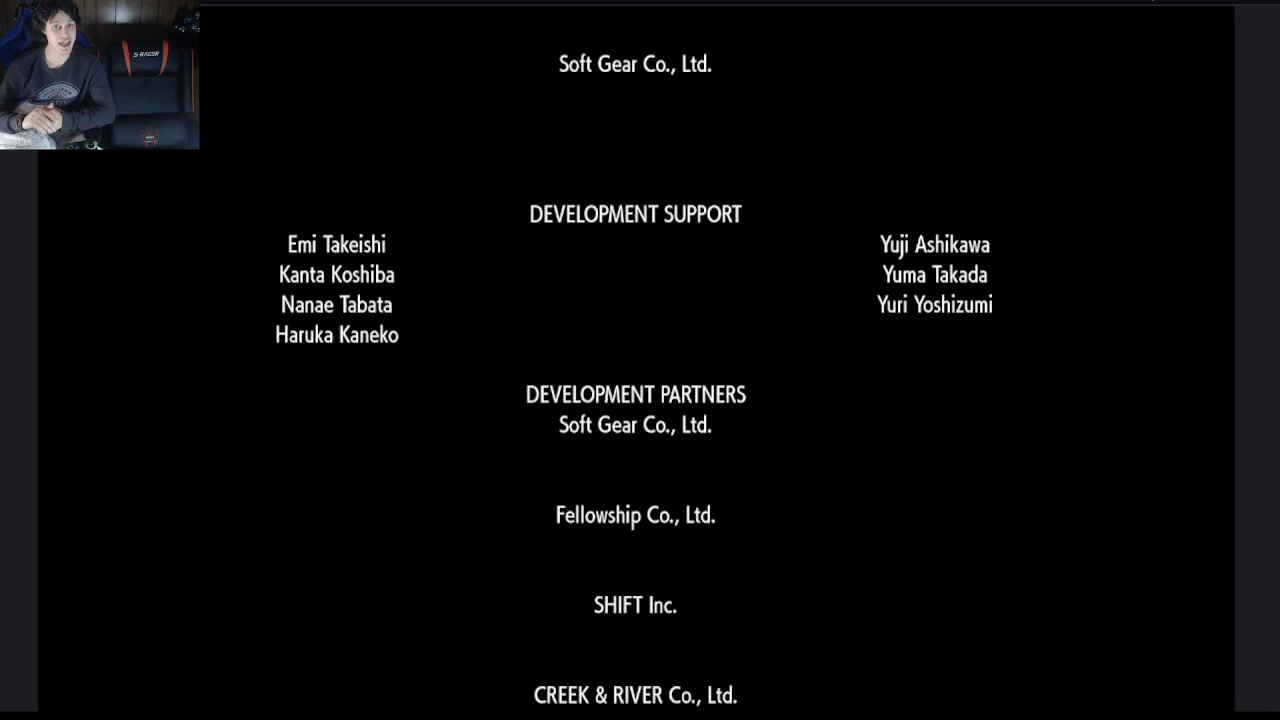 S-RACER
Soft Gear Co., Ltd.
DEVELOPMENT SUPPORT
Emi Takeishi
Yuji Ashikawa
Kanta Koshiba
Yuma Takada
Nanae Tabata
Yuri Yoshizumi
Haruka Kaneko
DEVELOPMENT PARTNERS
Soft Gear Co., Ltd.
Fellowship Co., Ltd.
SHIFT Inc.
CREEK & RIVER Co., Ltd.